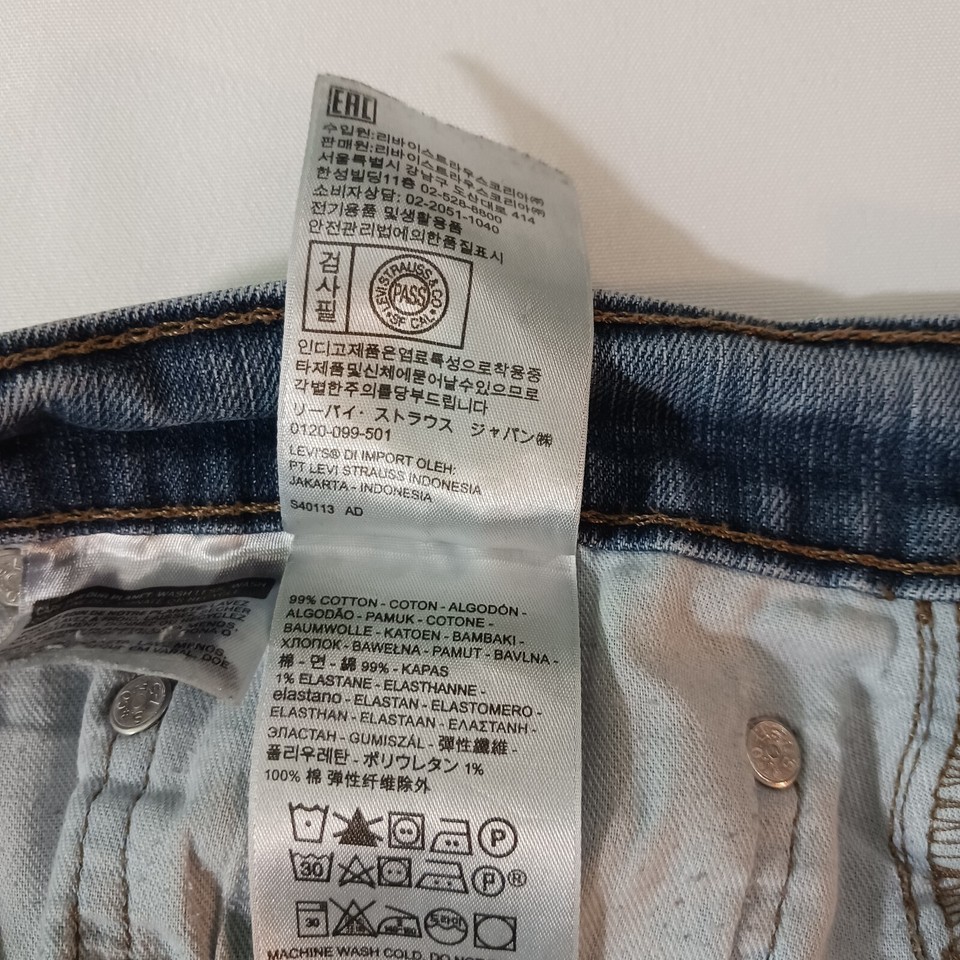 EAC
수입원:리바이스트라우스코리아㈜
판매원:리바이스트라우스코리아㈜
서울특별시 강남구 도산대로 414
한성빌딩11층 02-528-8800
소비자상담: 02-2051-1040
전기용품 및생활용품
안전관리법에의한품질표시
검사필
LEVI STRAUSS & CO
PASS
SF CAL
인디고제품은염료특성으로착용중
타제품및신체에묻어날수있으므로
각별한주의를당부드립니다
リーバイ・ストラウス ジャパン㈱
0120-099-501
LEVI'S® DI IMPORT OLEH:
PT LEVI STRAUSS INDONESIA
JAKARTA - INDONESIA
S40113 AD
99% COTTON - COTON - ALGODÓN -
ALGODÃO - PAMUK - COTONE -
BAUMWOLLE - KATOEN - BAMBAKI -
ХЛОПОК - BAWEŁNA - PAMUT - BAVLNA -
棉 - 면 - 綿 99% - KAPAS
1% ELASTANE - ELASTHANNE -
elastano - ELASTAN - ELASTOMERO -
ELASTHAN - ELASTAAN - ΕΛΑΣΤΑΝΗ -
ЭЛАСТАН - GUMISZÁL - 彈性纖維 -
폴리우레탄 - ポリウレタン 1%
100% 棉 弹性纤维除外
P
30
P®
30
드라이
MACHINE WASH COLD. DO NOT